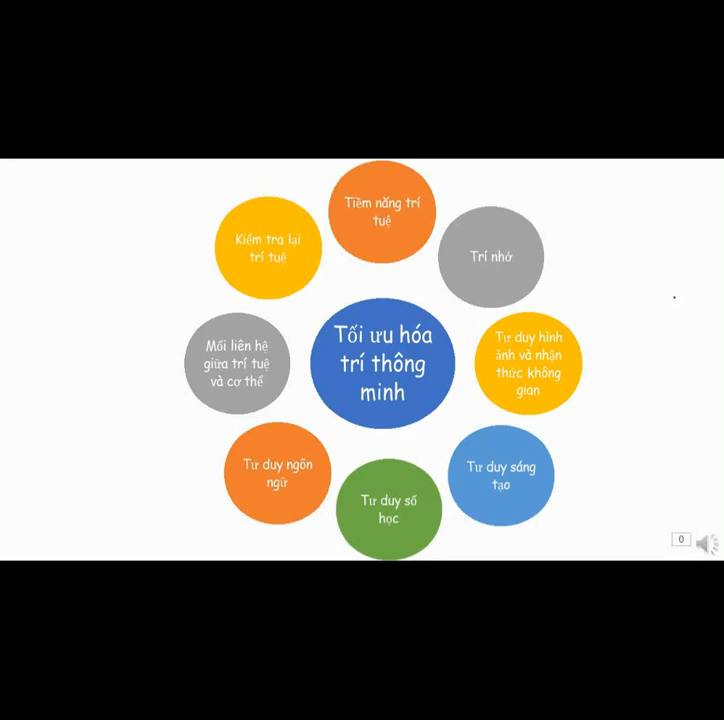 Tiềm năng trí
tuệ
Trí nhớ
Tư duy hình
ảnh và nhận
thức không
gian
Tư duy sáng
tạo
Tư duy số
học
Tư duy ngôn
ngữ
Mối liên hệ
giữa trí tuệ
và cơ thể
Kiểm tra lại
trí tuệ
Tối ưu hóa
trí thông
minh
0